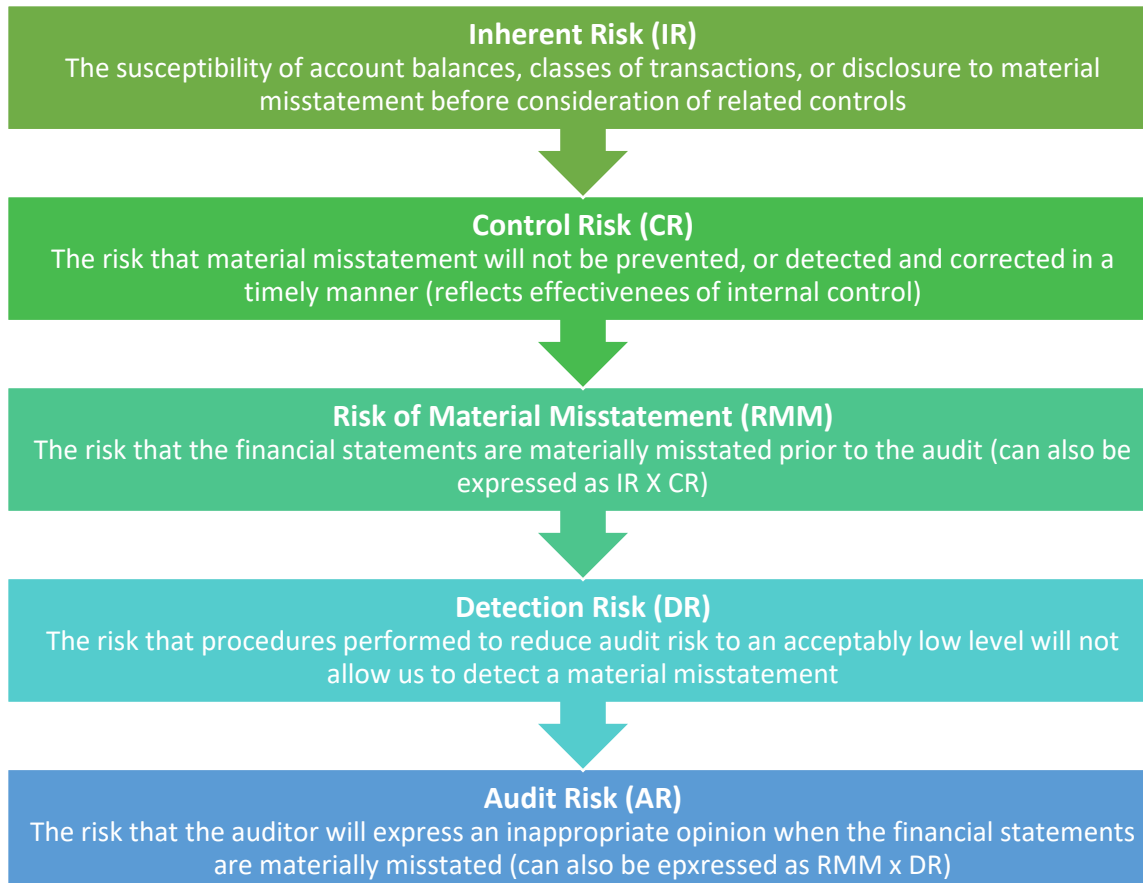 Inherent Risk (IR)
The susceptibility of account balances, classes of transactions, or disclosure to material
misstatement before consideration of related controls
Control Risk (CR)
The risk that material misstatement will not be prevented, or detected and corrected in a
timely manner (reflects effectivenees of internal control)
Risk of Material Misstatement (RMM)
The risk that the financial statements are materially misstated prior to the audit (can also be
expressed as IR X CR)
Detection Risk (DR)
The risk that procedures performed to reduce audit risk to an acceptably low level will not
allow us to detect a material misstatement
Audit Risk (AR)
The risk that the auditor will express an inappropriate opinion when the financial statements
are materially misstated (can also be epxressed as RMM x DR)